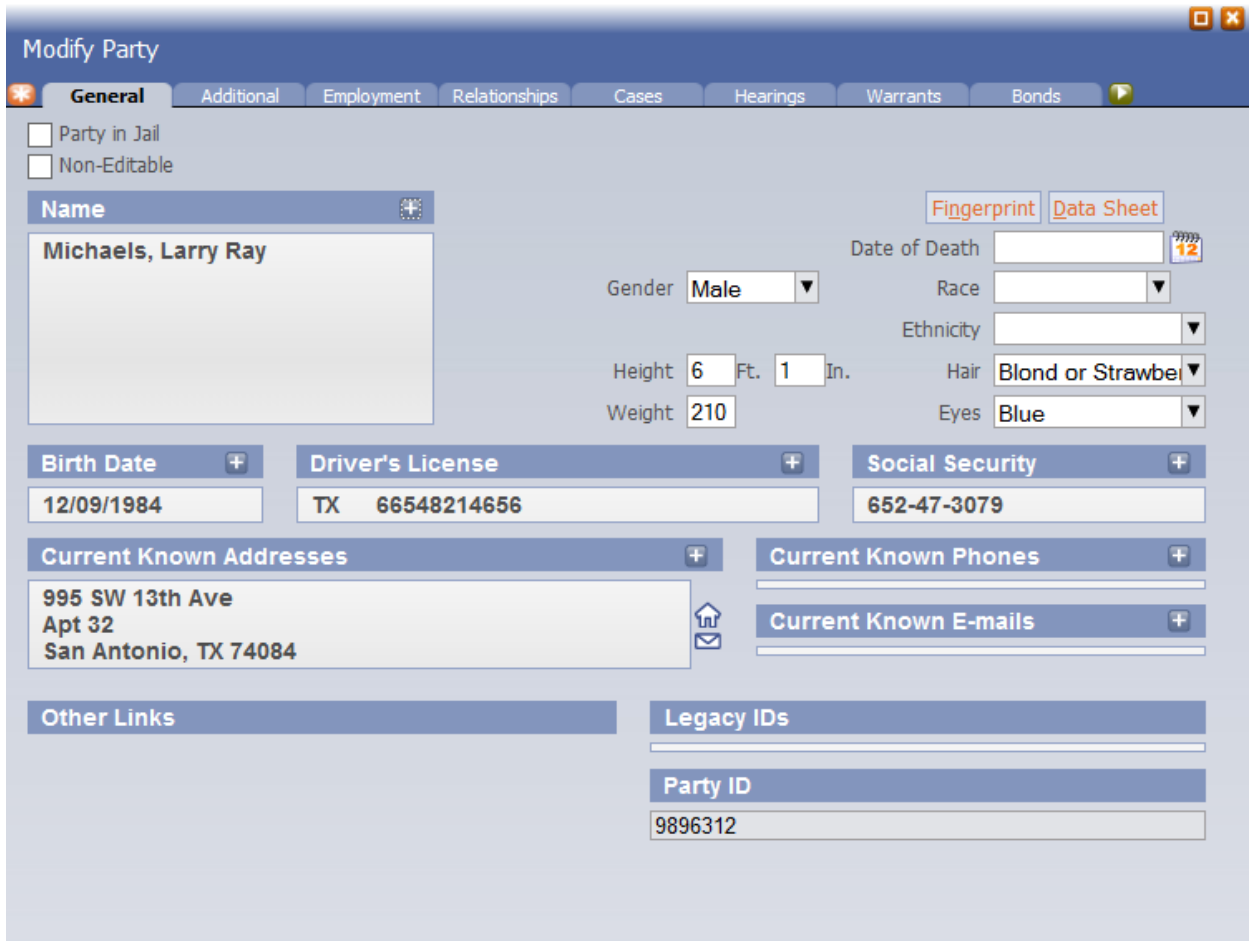 Modify Party
General Additional Employment Relationships Cases Hearings Warrants Bonds
Party in Jail
Non-Editable
Name
Michaels, Larry Ray
Fingerprint Data Sheet
Date of Death
12
Gender Male Race
Ethnicity
Height 6 Ft. 1 In. Hair Blond or Strawber
Weight 210 Eyes Blue
Birth Date Driver's License Social Security
12/09/1984 TX 66548214656 652-47-3079
Current Known Addresses Current Known Phones
995 SW 13th Ave
Apt 32
San Antonio, TX 74084
Current Known E-mails
Other Links Legacy IDs
Party ID
9896312